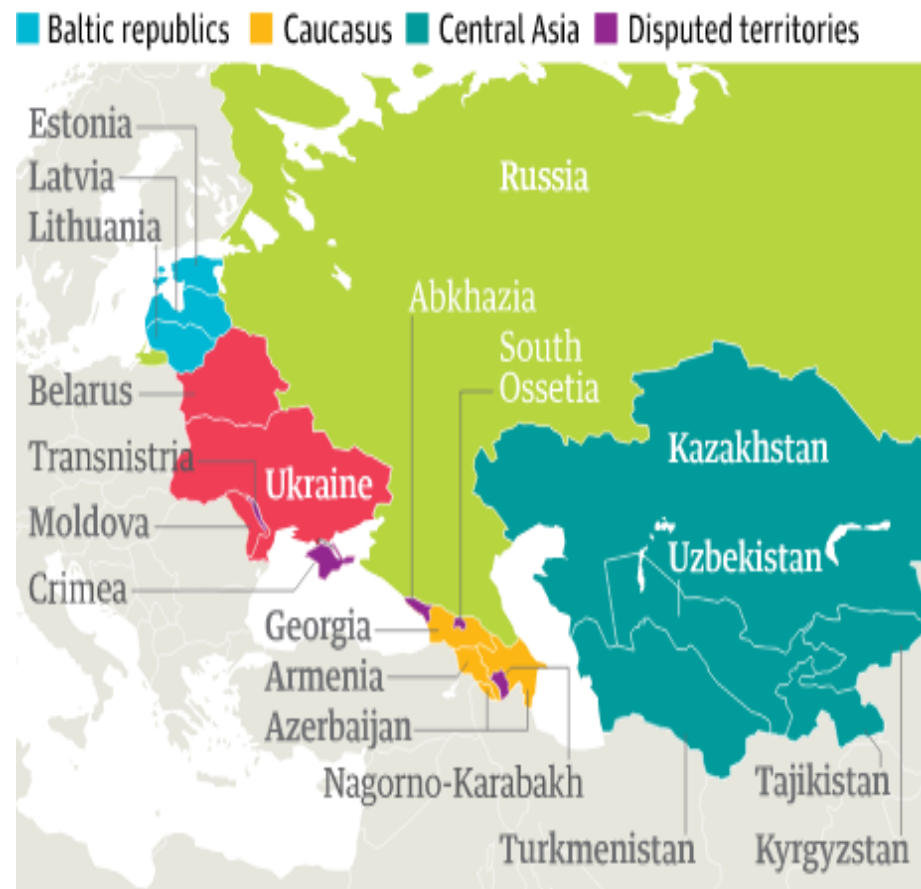 Baltic republics Caucasus Central Asia Disputed territories
Estonia
Latvia
Lithuania
Russia
Abkhazia
South
Ossetia
Belarus
Transnistria
Ukraine
Moldova
Crimea
Kazakhstan
Uzbekistan
Georgia
Armenia
Azerbaijan
Nagorno-Karabakh
Tajikistan
Turkmenistan
Kyrgyzstan